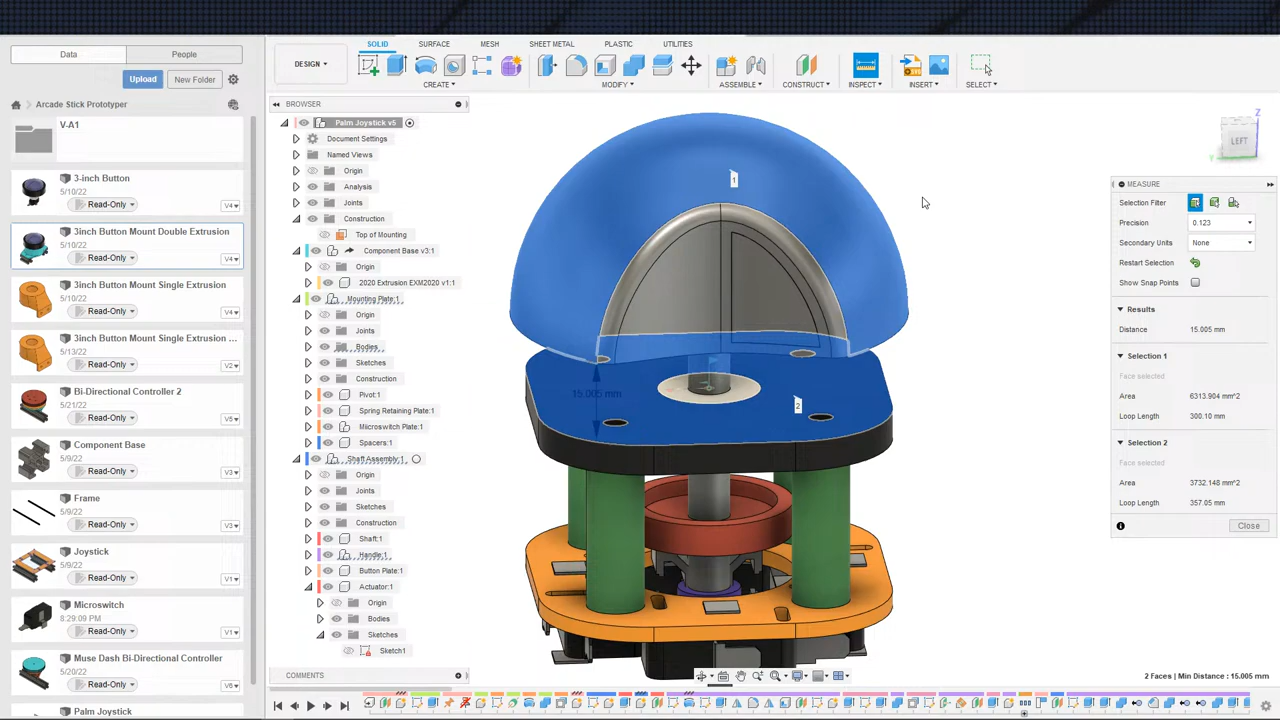 Data
People
Upload
New Folder
Arcade Stick Prototyper
V-A1
3-inch Button
5/10/22
Read-Only
V4
3inch Button Mount Double Extrusion
5/10/22
Read-Only
V4
3inch Button Mount Single Extrusion
5/10/22
Read-Only
V4
3inch Button Mount Single Extrusion ...
5/13/22
Read-Only
V2
Bi-Directional Controller 2
5/21/22
Read-Only
V5
Component Base
5/9/22
Read-Only
V3
Frame
5/9/22
Read-Only
V3
Joystick
5/9/22
Read-Only
V1
Microswitch
8:29:09 PM
Read-Only
V1
Muse Dash Bi-Directional Controller
5/20/22
Read-Only
Palm Joystick
DESIGN
SOLID
SURFACE
MESH
SHEET METAL
PLASTIC
UTILITIES
CREATE
MODIFY
ASSEMBLE
CONSTRUCT
INSPECT
INSERT
SELECT
BROWSER
Palm Joystick v5
Document Settings
Named Views
Origin
Analysis
Joints
Construction
Top of Mounting
Component Base v3:1
Origin
2020 Extrusion EXM2020 v1:1
Mounting Plate:1
Origin
Joints
Bodies
Sketches
Construction
Pivot:1
Spring Retaining Plate:1
Miicroswitch Plate:1
Spacers:1
Shaft Assembly:1
Origin
Joints
Sketches
Construction
Shaft:1
Handle:1
Button Plate:1
Actuator:1
Origin
Bodies
Sketches
Sketch1
COMMENTS
1
15.005 mm
2
Z
LEFT
Y
MEASURE
Selection Filter
Precision
0.123
Secondary Units
None
Restart Selection
Show Snap Points
Results
Distance
15.005 mm
Selection 1
Face selected
Area
6313.904 mm^2
Loop Length
300.10 mm
Selection 2
Face selected
Area
3732.148 mm^2
Loop Length
357.05 mm
Close
2 Faces | Min Distance : 15.005 mm